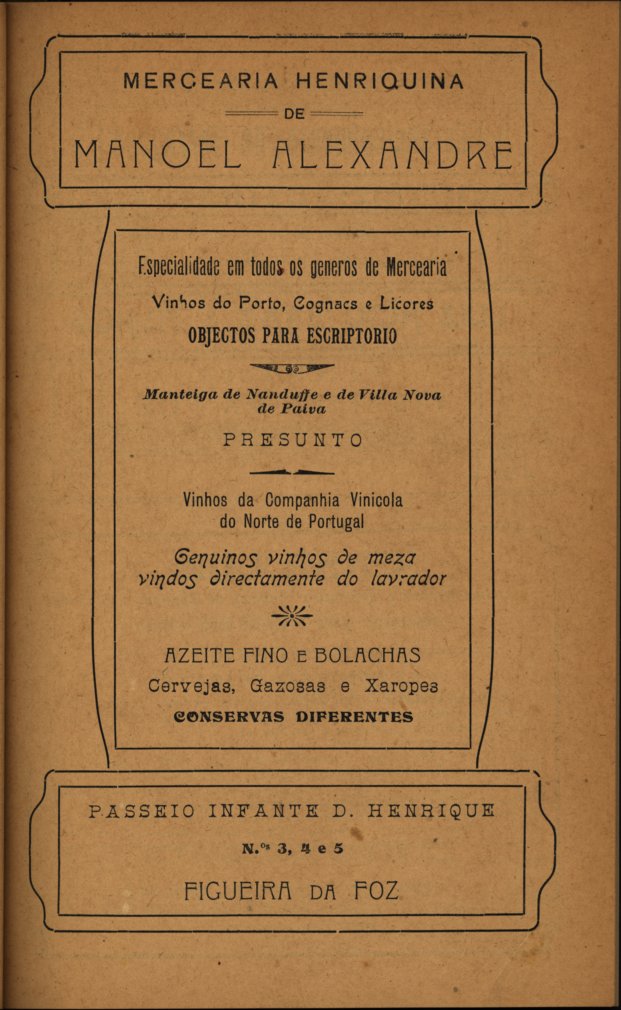 MERCEARIA HENRIQUINA
DE
MANOEL ALEXANDRE
Especialidade em todos os generos de Mercearia
Vinhos do Porto, Cognacs e Licores
OBJECTOS PARA ESCRIPTORIO
Manteiga de Nanduffe e de Villa Nova
de Paiva
PRESUNTO
Vinhos da Companhia Vinicola
do Norte de Portugal
Genuinos vinhos de meza
vindos directamente do lavrador
AZEITE FINO E BOLACHAS
Cervejas, Gazosas e Xaropes
CONSERVAS DIFERENTES
PASSEIO INFANTE D. HENRIQUE
N.os 3, 4 e 5
FIGUEIRA DA FOZ